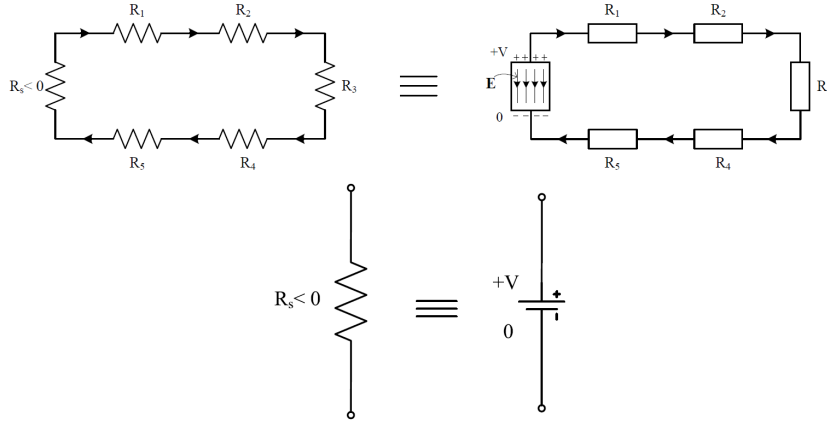 R₁ R₂
Rₛ< 0
R₃
R₅ R₄
R₁ R₂
+V
++++
E
0
----
R
R₅ R₄
Rₛ< 0
+V
+
-
0